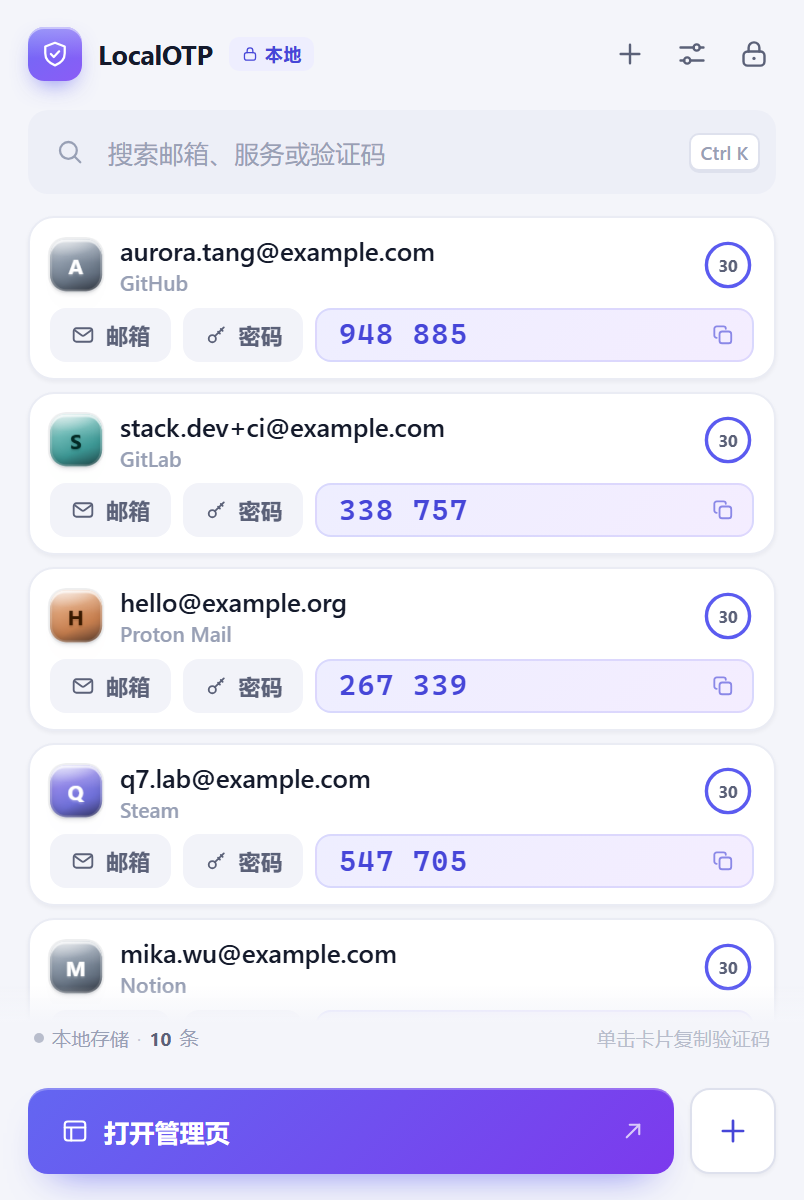 LocalOTP 本地
搜索邮箱、服务或验证码 Ctrl K
A aurora.tang@example.com 30
GitHub
邮箱 密码 948 885
S stack.dev+ci@example.com 30
GitLab
邮箱 密码 338 757
H hello@example.org 30
Proton Mail
邮箱 密码 267 339
Q q7.lab@example.com 30
Steam
邮箱 密码 547 705
M mika.wu@example.com 30
Notion
本地存储 · 10 条 单击卡片复制验证码
打开管理页